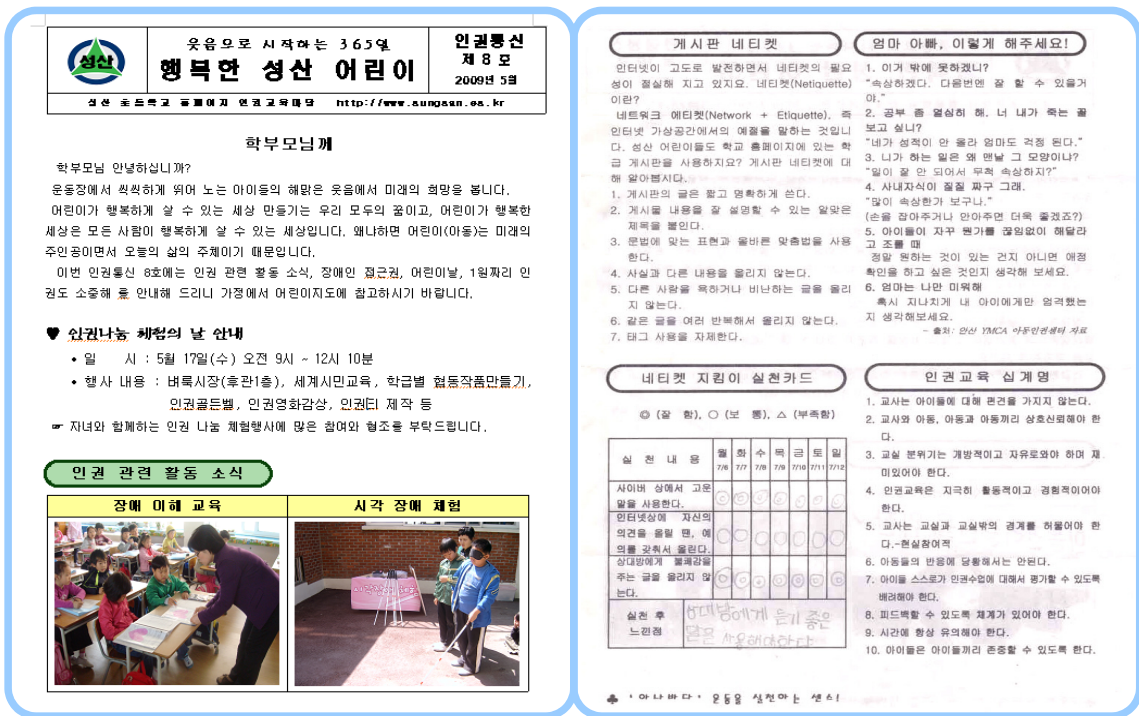 성산
웃음으로 시작하는 365일
행복한 성산 어린이
인권통신
제 8 호
2009년 5월
성산 초등학교 홈페이지 인권교육마당 http://www.sungsan.es.kr
학부모님께
학부모님 안녕하십니까?
운동장에서 씩씩하게 뛰어 노는 아이들의 해맑은 웃음에서 미래의 희망을 봅니다.
어린이가 행복하게 살 수 있는 세상 만들기는 우리 모두의 꿈이고, 어린이가 행복한
세상은 모든 사람이 행복하게 살 수 있는 세상입니다. 왜냐하면 어린이(아동)는 미래의
주인공이면서 오늘의 삶의 주체이기 때문입니다.
이번 인권통신 8호에는 인권 관련 활동 소식, 장애인 접근권, 어린이날, 1원짜리 인
권도 소중해 를 안내해 드리니 가정에서 어린이지도에 참고하시기 바랍니다.
♥ 인권나눔 체험의 날 안내
• 일 시 : 5월 17일(수) 오전 9시 ~ 12시 10분
• 행사 내용 : 벼룩시장(후관1층), 세계시민교육, 학급별 협동작품만들기,
인권골든벨, 인권영화감상, 인권티 제작 등
☞ 자녀와 함께하는 인권 나눔 체험행사에 많은 참여와 협조를 부탁드립니다.
인권 관련 활동 소식
장애 이해 교육
시각 장애 체험
시각장애 체험
게시판 네티켓
인터넷이 고도로 발전하면서 네티켓의 필요
성이 절실해 지고 있지요. 네티켓(Netiquette)
이란?
네트워크 에티켓(Network + Etiquette), 즉
인터넷 가상공간에서의 예절을 말하는 것입니
다. 성산 어린이들도 학교 홈페이지에 있는 학
급 게시판을 사용하지요? 게시판 네티켓에 대
해 알아봅시다.
1. 게시판의 글은 짧고 명확하게 쓴다.
2. 게시물 내용을 잘 설명할 수 있는 알맞은
제목을 붙인다.
3. 문법에 맞는 표현과 올바른 맞춤법을 사용
한다.
4. 사실과 다른 내용을 올리지 않는다.
5. 다른 사람을 욕하거나 비난하는 글을 올리
지 않는다.
6. 같은 글을 여러 반복해서 올리지 않는다.
7. 태그 사용을 자제한다.
네티켓 지킴이 실천카드
◎ (잘 함), ○ (보 통), △ (부족함)
실 천 내 용 월 화 수 목 금 토 일
7/6 7/7 7/8 7/9 7/10 7/11 7/12
사이버 상에서 고운
말을 사용한다.
인터넷상에 자신의
의견을 올릴 땐, 예
의를 갖춰서 올린다.
상대방에게 불쾌감을
주는 글을 올리지 않
는다.
실천 후
느낀점
상대방에게 듣기 좋은
말을 사용해야한다
♣ '아나바다' 운동을 실천하는 센스!
엄마 아빠, 이렇게 해주세요!
1. 이거 밖에 못하겠니?
"속상하겠다. 다음번엔 잘 할 수 있을거
야."
2. 공부 좀 열심히 해. 너 내가 죽는 꼴
보고 싶니?
"네가 성적이 안 올라 엄마도 걱정 된다."
3. 니가 하는 일은 왜 맨날 그 모양이냐?
"일이 잘 안 되어서 무척 속상하지?"
4. 사내자식이 질질 짜구 그래.
"많이 속상한가 보구나."
(손을 잡아주거나 안아주면 더욱 좋겠죠?)
5. 아이들이 자꾸 뭔가를 끊임없이 해달라
고 조를 때
정말 원하는 것이 있는 건지 아니면 애정
확인을 하고 싶은 것인지 생각해 보세요.
6. 엄마는 나만 미워해
혹시 지나치게 내 아이에게만 엄격했는
지 생각해보세요.
- 출처: 안산 YMCA 아동인권센터 자료
인권교육 십계명
1. 교사는 아이들에 대해 편견을 가지지 않는다.
2. 교사와 아동, 아동과 아동끼리 상호신뢰해야 한
다.
3. 교실 분위기는 개방적이고 자유로와야 하며 재
미있어야 한다.
4. 인권교육은 지극히 활동적이고 경험적이어야
한다.
5. 교사는 교실과 교실밖의 경계를 허물어야 한
다.-현실참여적
6. 아동들의 반응에 당황해서는 안된다.
7. 아이들 스스로가 인권수업에 대해서 평가할 수 있도록
배려해야 한다.
8. 피드백할 수 있도록 체계가 있어야 한다.
9. 시간에 항상 유의해야 한다.
10. 아이들은 아이들끼리 존중할 수 있도록 한다.